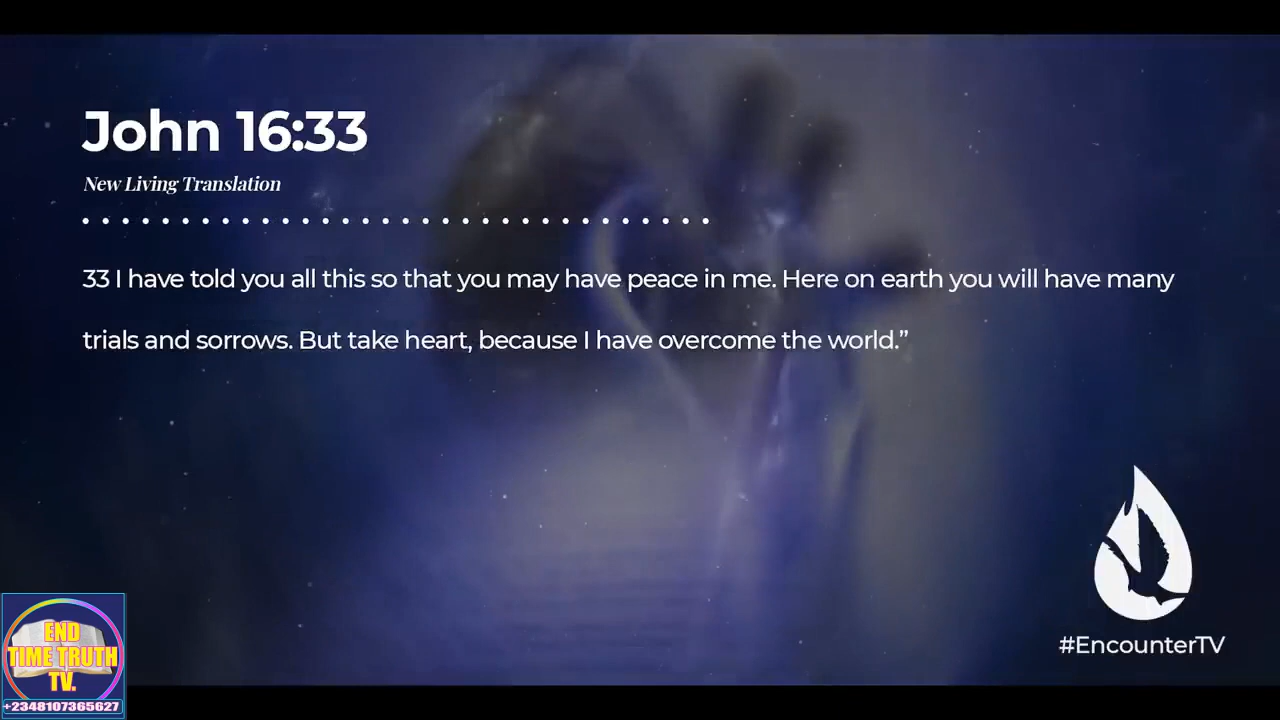 John 16:33
New Living Translation
33 I have told you all this so that you may have peace in me. Here on earth you will have many
trials and sorrows. But take heart, because I have overcome the world.”
#EncounterTV
END
TIME TRUTH
TV.
+2348107365627